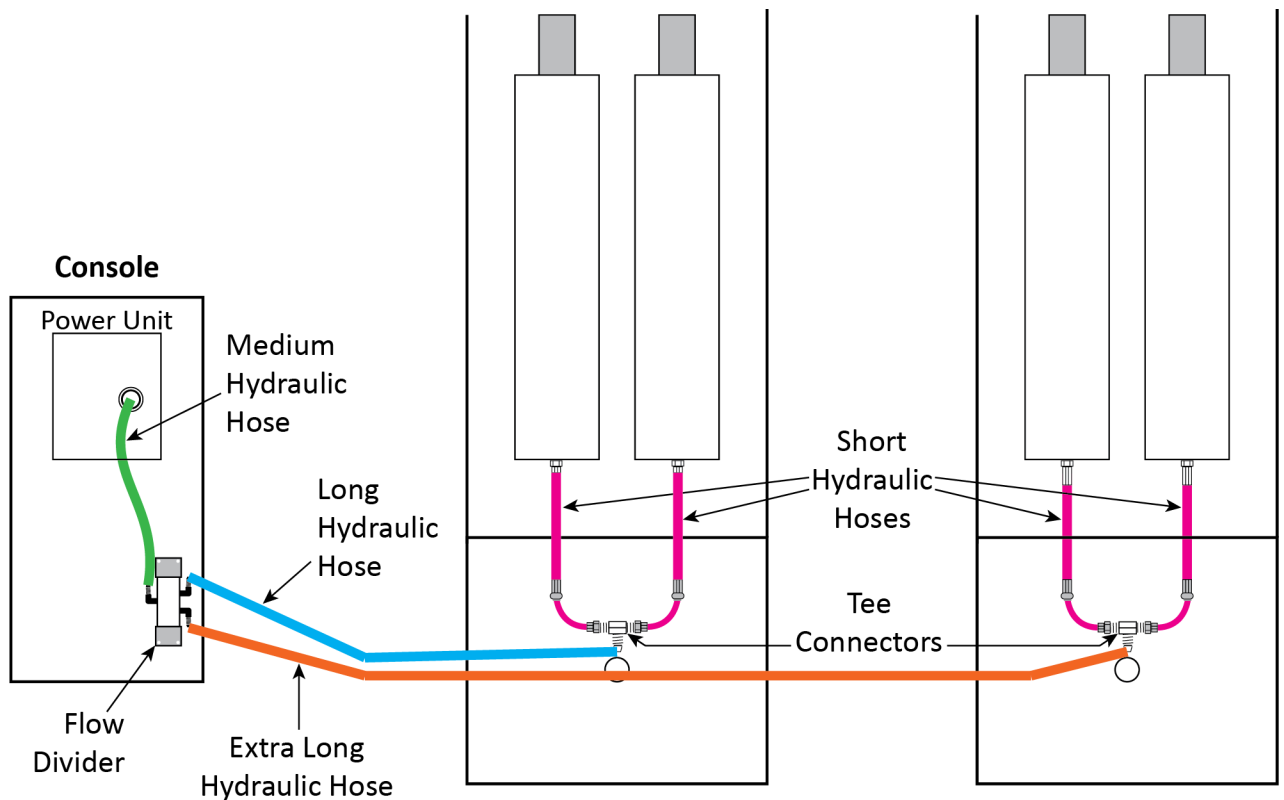 Console
Power Unit
Medium
Hydraulic
Hose
Long
Hydraulic
Hose
Short
Hydraulic
Hoses
Tee
Connectors
Flow
Divider
Extra Long
Hydraulic Hose